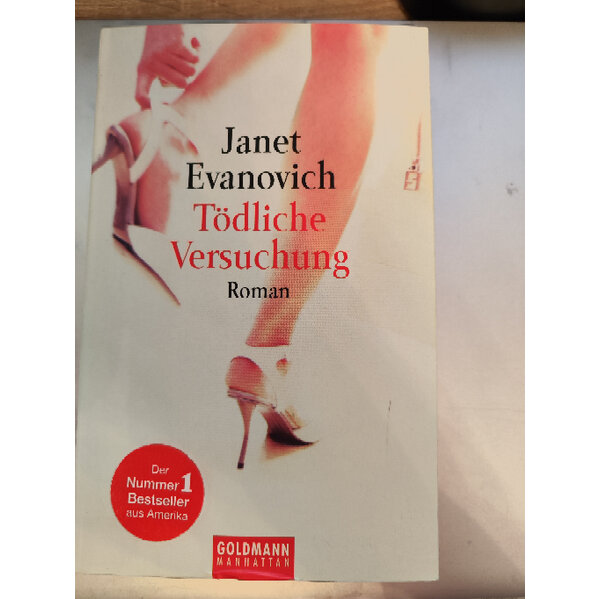 Janet
Evanovich
Tödliche
Versuchung
Roman
Der
Nummer 1
Bestseller
aus Amerika
GOLDMANN
MANHATTAN